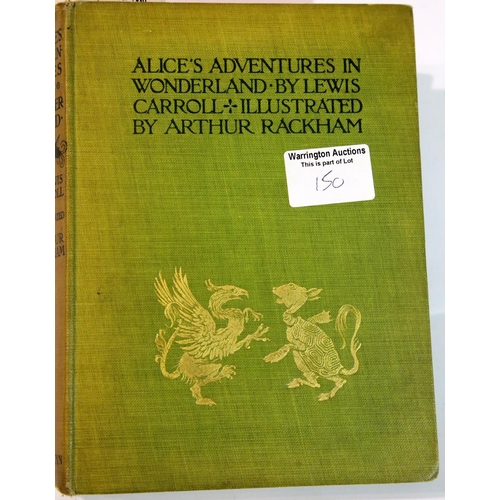 ALICE'S ADVENTURES IN
WONDERLAND · BY LEWIS
CARROLL ✢ ILLUSTRATED
BY ARTHUR RACKHAM
Warrington Auctions
This is part of Lot
150